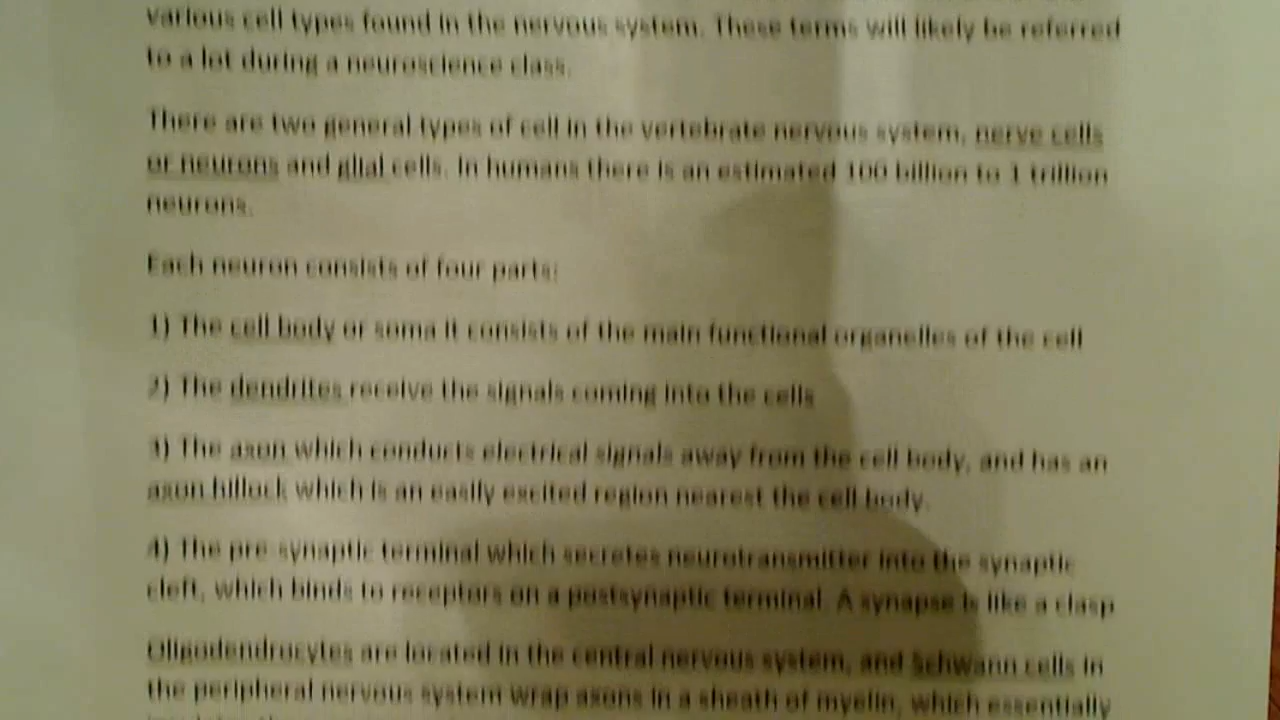 various cell types found in the nervous system. These terms will likely be referred
to a lot during a neuroscience class.
There are two general types of cell in the vertebrate nervous system, nerve cells
or neurons and glial cells. In humans there is an estimated 100 billion to 1 trillion
neurons.
Each neuron consists of four parts:
1) The cell body or soma it consists of the main functional organelles of the cell
2) The dendrites receive the signals coming into the cells
3) The axon which conducts electrical signals away from the cell body, and has an
axon hillock which is an easily excited region nearest the cell body.
4) The pre synaptic terminal which secretes neurotransmitter into the synaptic
cleft, which binds to receptors on a postsynaptic terminal. A synapse is like a clasp
Oligodendrocytes are located in the central nervous system, and Schwann cells in
the peripheral nervous system wrap axons in a sheath of myelin, which essentially